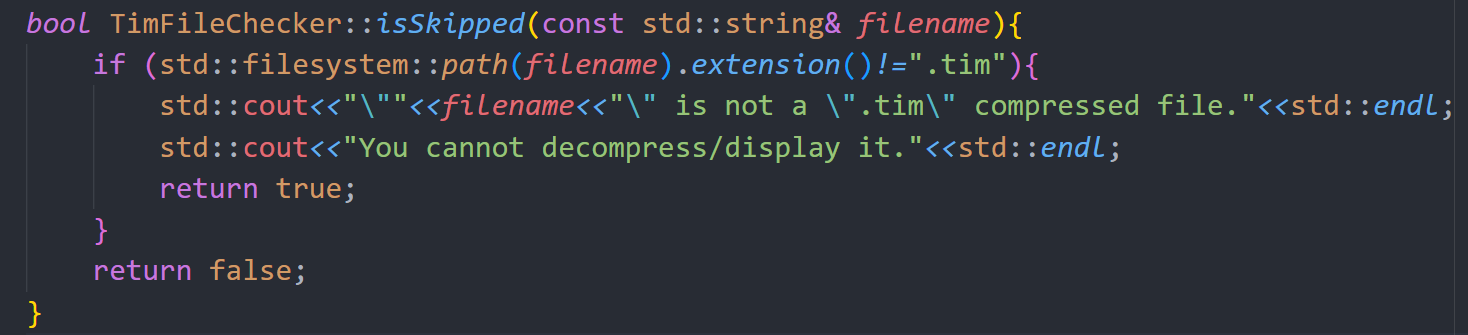 bool TimFileChecker::isSkipped(const std::string& filename){
    if (std::filesystem::path(filename).extension()!=".tim"){
        std::cout<<"\""<<filename<<"\" is not a \".tim\" compressed file."<<std::endl;
        std::cout<<"You cannot decompress/display it."<<std::endl;
        return true;
    }
    return false;
}